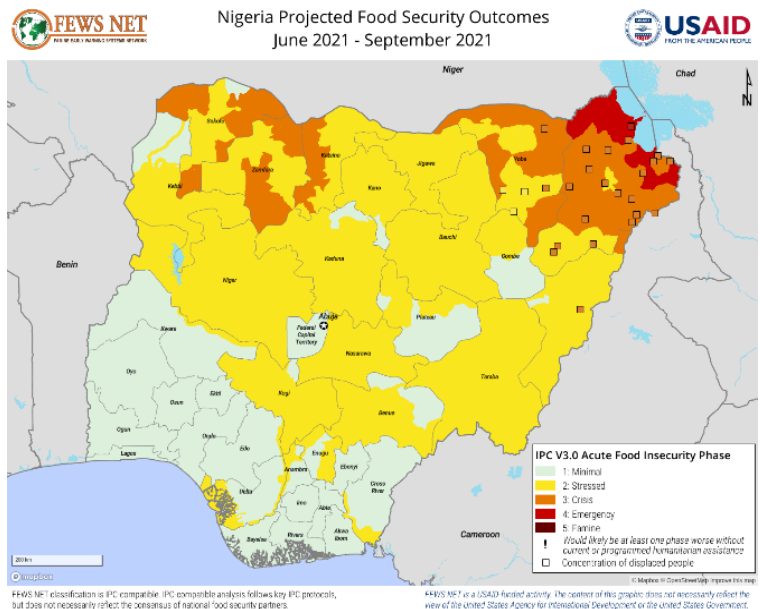 FEWS NET
FAMINE EARLY WARNING SYSTEMS NETWORK
Nigeria Projected Food Security Outcomes
June 2021 - September 2021
USAID
FROM THE AMERICAN PEOPLE
Niger
Chad
N
Sokoto
Katsina
Zamfara
Jigawa
Yobe
Kebbi
Kano
Bauchi
Gombe
Kaduna
Benin
Niger
Abuja
Federal
Capital
Territory
Plateau
Kwara
Nasarawa
Oyo
Taraba
Kogi
Ekiti
Osun
Benue
Ogun
Ondo
Edo
Lagos
Enugu
Anambra
Ebonyi
Cross
River
Delta
Imo
Abia
Akwa
Ibom
Bayelsa
Rivers
Cameroon
IPC V3.0 Acute Food Insecurity Phase
1: Minimal
2: Stressed
3: Crisis
4: Emergency
5: Famine
! Would likely be at least one phase worse without
current or programmed humanitarian assistance
Concentration of displaced people
200 km
mapbox
© Mapbox © OpenStreetMap Improve this map
FEWS NET classification is IPC-compatible. IPC-compatible analysis follows key IPC protocols,
but does not necessarily reflect the consensus of national food security partners.
FEWS NET is a USAID-funded activity. The content of this graphic does not necessarily reflect the
view of the United States Agency for International Development or the United States Government.